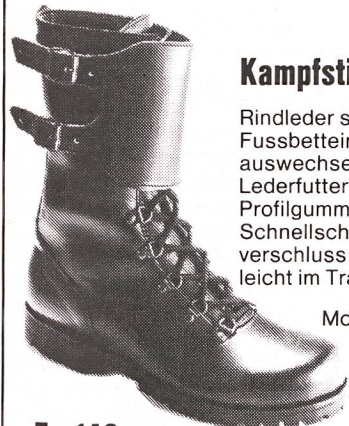 Kampfsti
Rindleder s
Fussbettein
auswechse
Lederfutter
Profilgumm
Schnellsch
verschluss
leicht im Tra
Mo